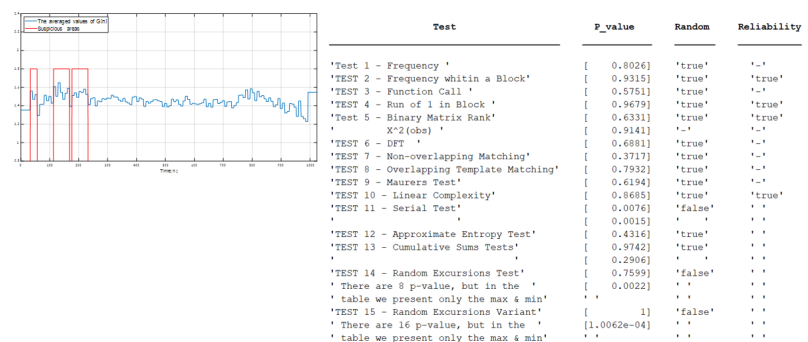 The averaged values of Gini
Suspicious areas
Time,n:
Test P_value Random Reliability
'Test 1 - Frequency ' [ 0.8026] 'true' '-'
'TEST 2 - Frequency whitin a Block' [ 0.9315] 'true' 'true'
'TEST 3 - Function Call ' [ 0.5751] 'true' '-'
'TEST 4 - Run of 1 in Block ' [ 0.9679] 'true' 'true'
'Test 5 - Binary Matrix Rank' [ 0.6331] 'true' 'true'
' X^2(obs) ' [ 0.9141] '-' '-'
'TEST 6 - DFT ' [ 0.6881] 'true' '-'
'TEST 7 - Non-overlapping Matching' [ 0.3717] 'true' '-'
'TEST 8 - Overlapping Template Matching' [ 0.7932] 'true' '-'
'TEST 9 - Maurers Test' [ 0.6194] 'true' '-'
'TEST 10 - Linear Complexity' [ 0.8685] 'true' 'true'
'TEST 11 - Serial Test' [ 0.0076] 'false' ' '
' ' [ 0.0015] ' ' ' '
'TEST 12 - Approximate Entropy Test' [ 0.4316] 'true' ' '
'TEST 13 - Cumulative Sums Tests' [ 0.9742] 'true' ' '
' ' [ 0.2906] ' ' ' '
'TEST 14 - Random Excursions Test' [ 0.7599] 'false' ' '
' There are 8 p-value, but in the ' [ 0.0022] ' ' ' '
' table we present only the max & min' ' ' ' ' ' '
'TEST 15 - Random Excursions Variant' [ 1] 'false' ' '
' There are 16 p-value, but in the ' [1.0062e-04] ' ' ' '
' table we present only the max & min' ' ' ' ' ' '